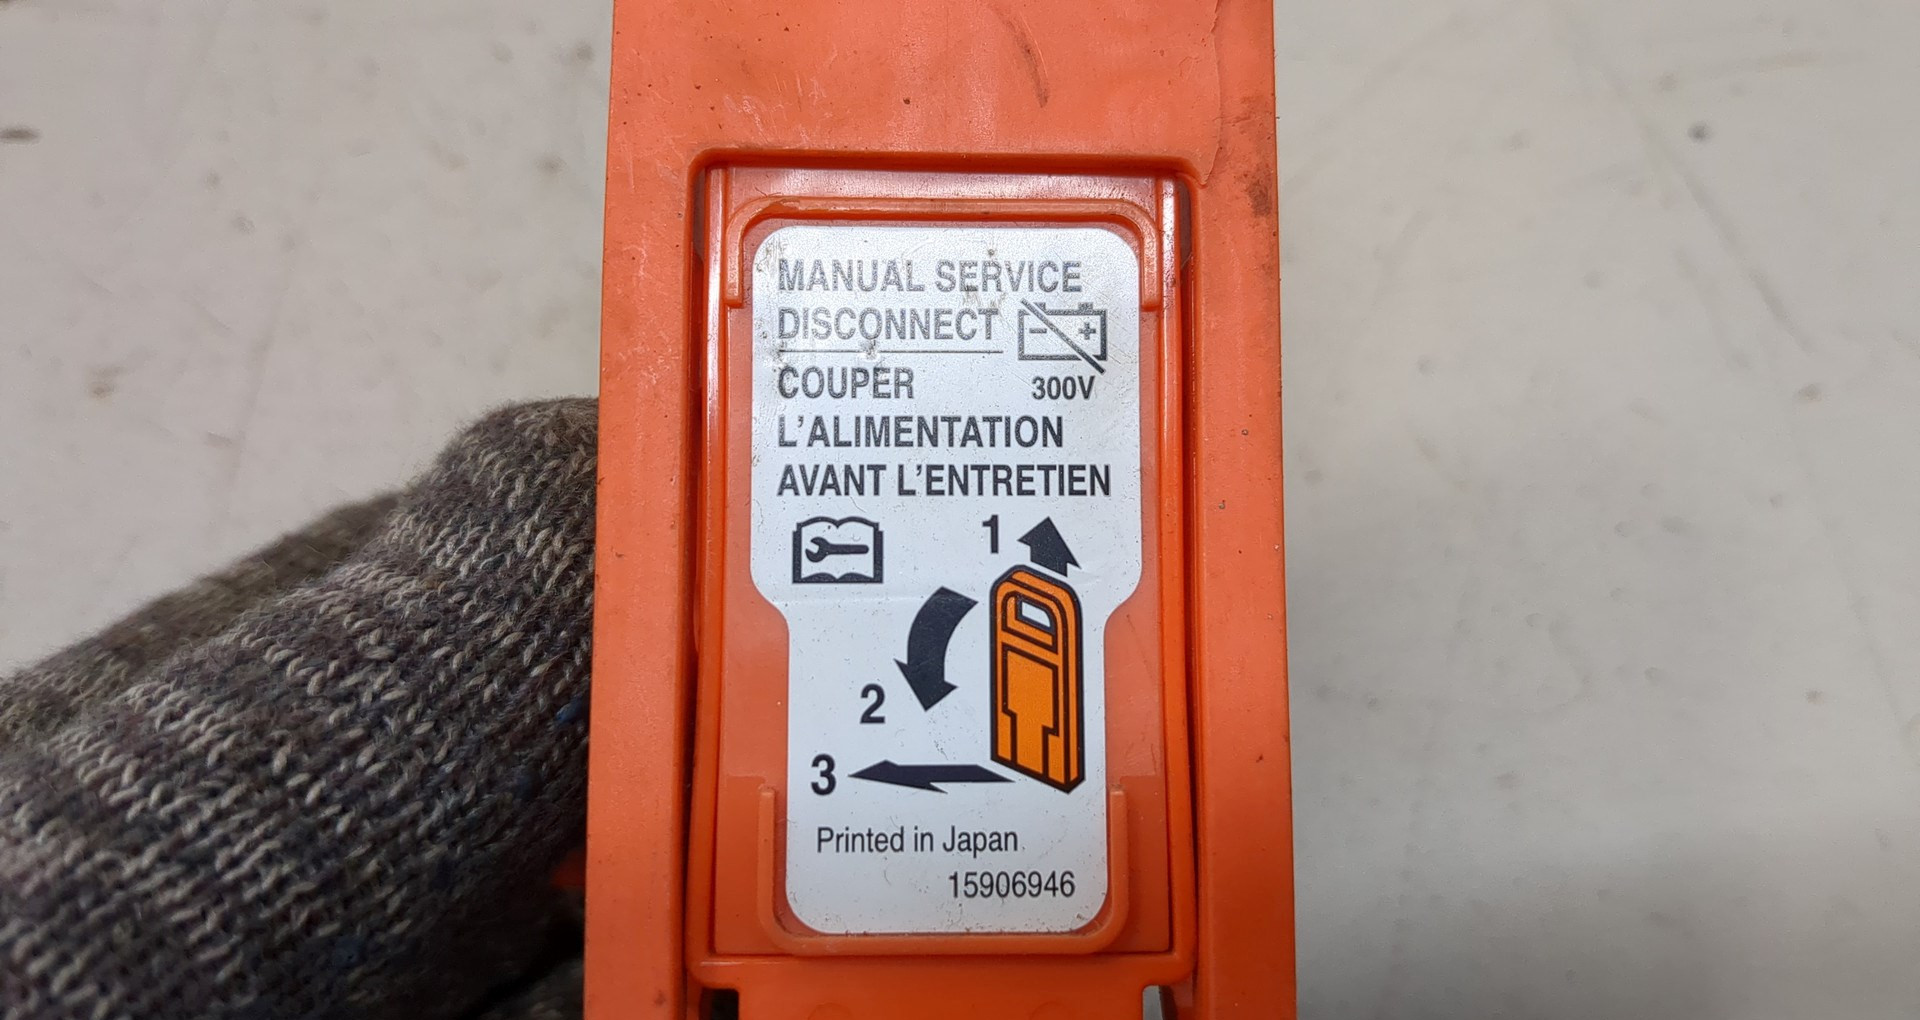 MANUAL SERVICE
DISCONNECT
COUPER
300V
L'ALIMENTATION
AVANT L'ENTRETIEN
1
2
3
Printed in Japan
15906946